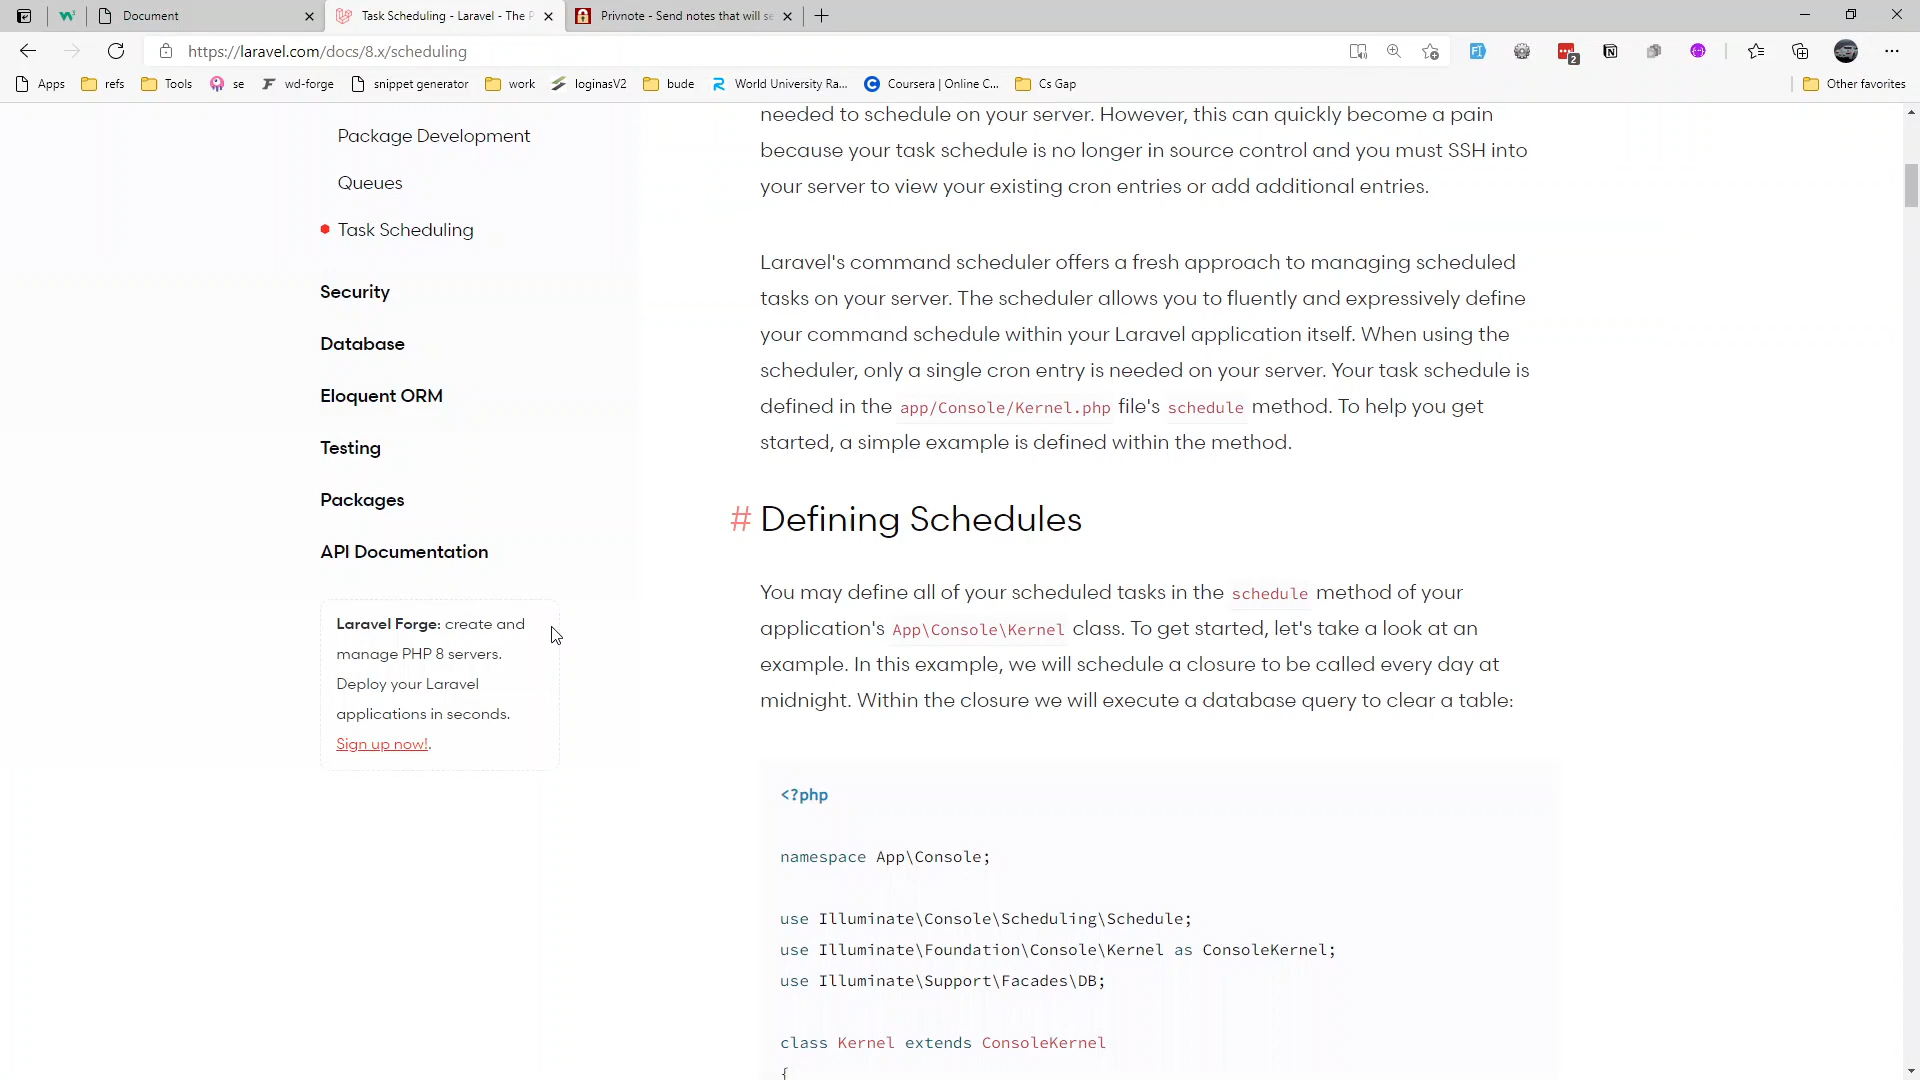 Document
Task Scheduling - Laravel - The P
Privnote - Send notes that will se
https://laravel.com/docs/8.x/scheduling
2
Apps
refs
Tools
se
wd-forge
snippet generator
work
loginasV2
bude
World University Ra...
Coursera | Online C...
Cs Gap
Other favorites
Package Development
Queues
Task Scheduling
Security
Database
Eloquent ORM
Testing
Packages
API Documentation
Laravel Forge: create and
manage PHP 8 servers.
Deploy your Laravel
applications in seconds.
Sign up now!.
needed to schedule on your server. However, this can quickly become a pain
because your task schedule is no longer in source control and you must SSH into
your server to view your existing cron entries or add additional entries.
Laravel's command scheduler offers a fresh approach to managing scheduled
tasks on your server. The scheduler allows you to fluently and expressively define
your command schedule within your Laravel application itself. When using the
scheduler, only a single cron entry is needed on your server. Your task schedule is
defined in the app/Console/Kernel.php file's schedule method. To help you get
started, a simple example is defined within the method.
# Defining Schedules
You may define all of your scheduled tasks in the schedule method of your
application's App\Console\Kernel class. To get started, let's take a look at an
example. In this example, we will schedule a closure to be called every day at
midnight. Within the closure we will execute a database query to clear a table:
<?php
namespace App\Console;
use Illuminate\Console\Scheduling\Schedule;
use Illuminate\Foundation\Console\Kernel as ConsoleKernel;
use Illuminate\Support\Facades\DB;
class Kernel extends ConsoleKernel
{